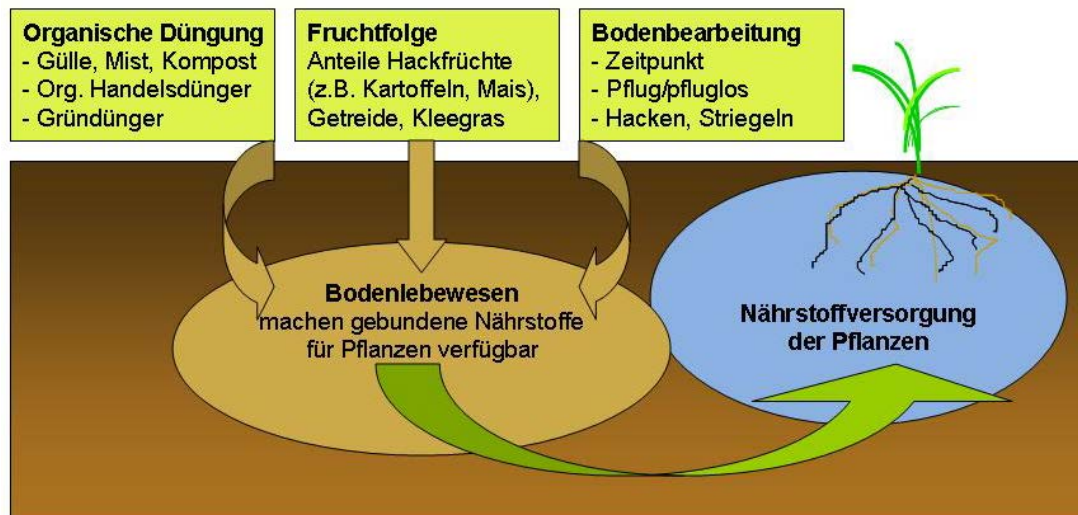 Organische Düngung
- Gülle, Mist, Kompost
- Org. Handelsdünger
- Gründünger
Fruchtfolge
Anteile Hackfrüchte
(z.B. Kartoffeln, Mais),
Getreide, Kleegras
Bodenbearbeitung
- Zeitpunkt
- Pflug/pfluglos
- Hacken, Striegeln
Bodenlebewesen
machen gebundene Nährstoffe
für Pflanzen verfügbar
Nährstoffversorgung
der Pflanzen